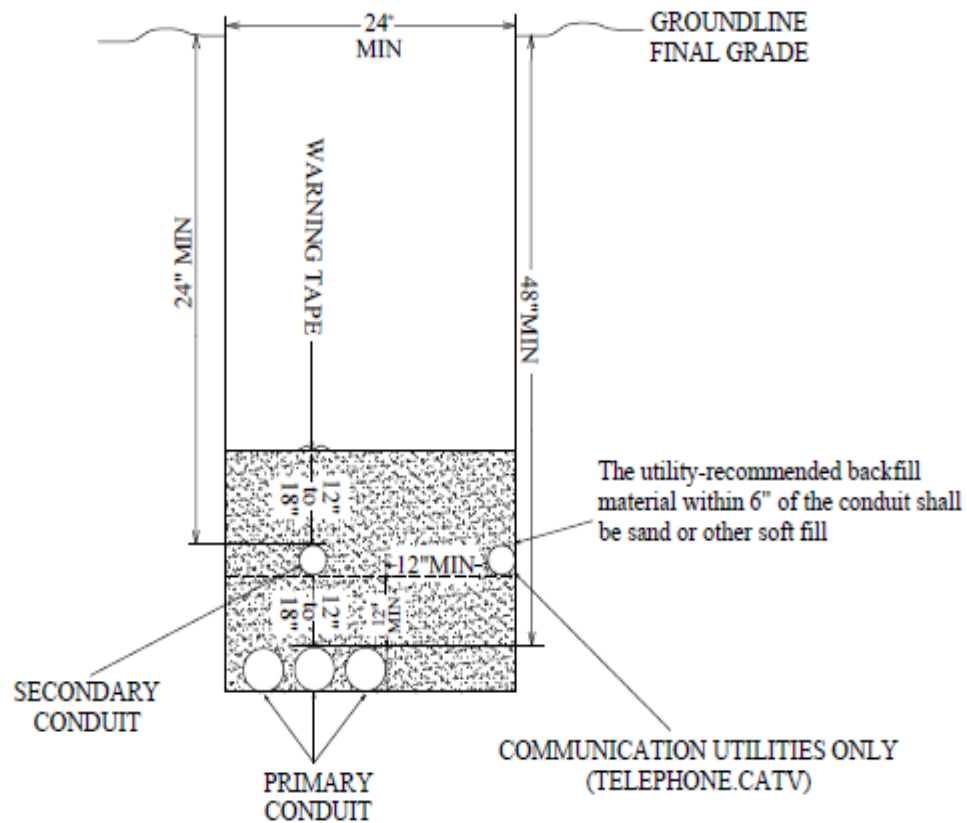 24"
MIN
GROUNDLINE
FINAL GRADE
WARNING TAPE
24" MIN
48"MIN
The utility-recommended backfill
material within 6" of the conduit shall
be sand or other soft fill
12"
to
18"
12"MIN
12"
to
18"
12"
MIN
SECONDARY
CONDUIT
PRIMARY
CONDUIT
COMMUNICATION UTILITIES ONLY
(TELEPHONE.CATV)